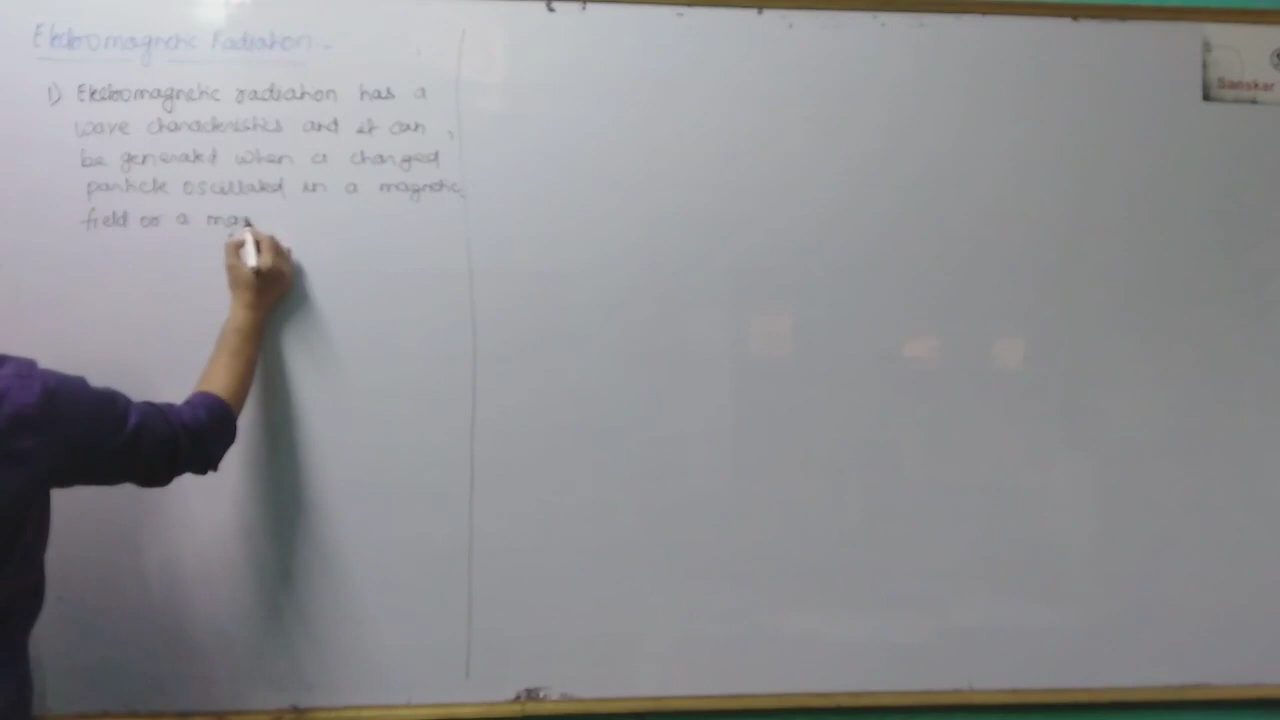 Electromagnetic Radiation -
1) Electromagnetic radiation has a
wave characteristics and it can
be generated when a charged
particle oscillated in a magnetic
field or a mag
Sanskar